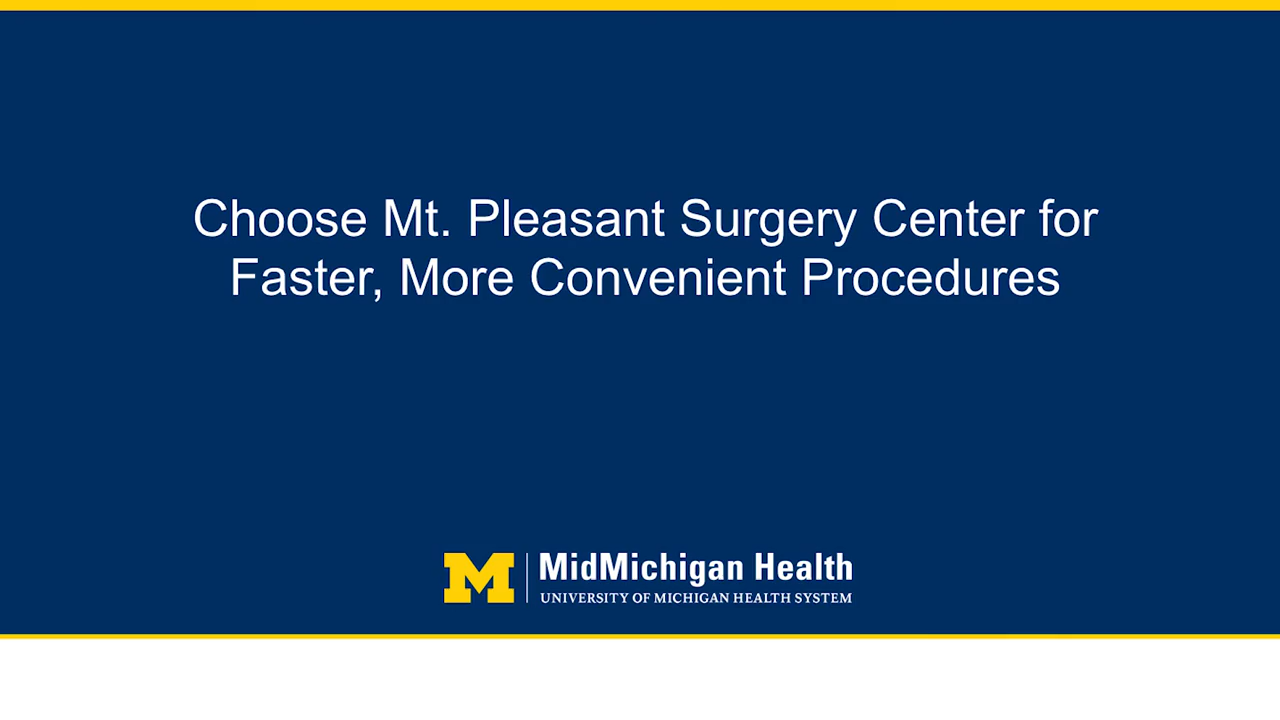 Choose Mt. Pleasant Surgery Center for
Faster, More Convenient Procedures
M MidMichigan Health
UNIVERSITY OF MICHIGAN HEALTH SYSTEM